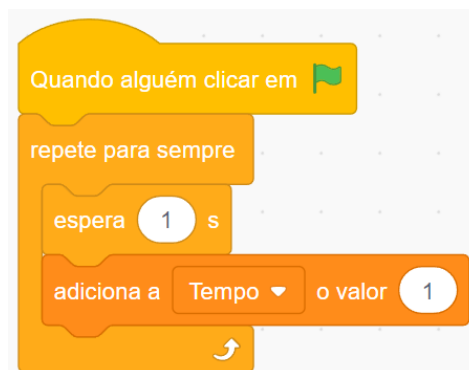 Quando alguém clicar em
repete para sempre
espera 1 s
adiciona a Tempo o valor 1